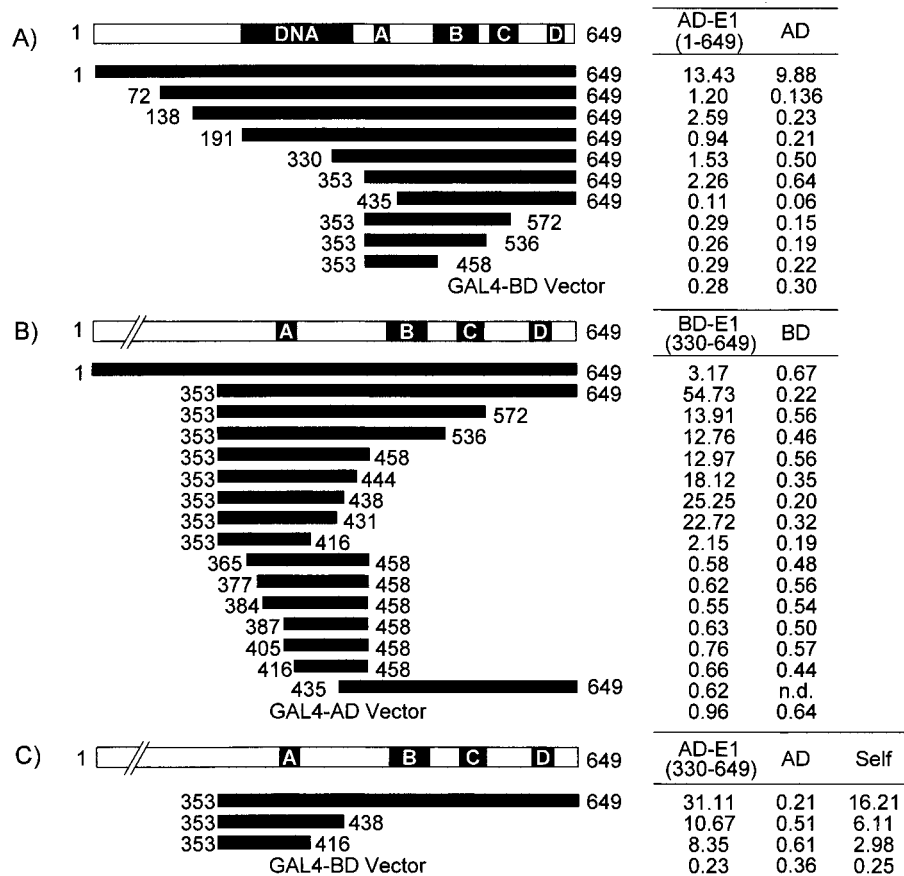 A) 1 DNA A B C D 649 AD-E1 (1-649) AD
1 649 13.43 9.88
72 649 1.20 0.136
138 649 2.59 0.23
191 649 0.94 0.21
330 649 1.53 0.50
353 649 2.26 0.64
435 649 0.11 0.06
353 572 0.29 0.15
353 536 0.26 0.19
353 458 0.29 0.22
GAL4-BD Vector 0.28 0.30
B) 1 A B C D 649 BD-E1 (330-649) BD
1 649 3.17 0.67
353 649 54.73 0.22
353 572 13.91 0.56
353 536 12.76 0.46
353 458 12.97 0.56
353 444 18.12 0.35
353 438 25.25 0.20
353 431 22.72 0.32
353 416 2.15 0.19
365 458 0.58 0.48
377 458 0.62 0.56
384 458 0.55 0.54
387 458 0.63 0.50
405 458 0.76 0.57
416 458 0.66 0.44
435 649 0.62 n.d.
GAL4-AD Vector 0.96 0.64
C) 1 A B C D 649 AD-E1 (330-649) AD Self
353 649 31.11 0.21 16.21
353 438 10.67 0.51 6.11
353 416 8.35 0.61 2.98
GAL4-BD Vector 0.23 0.36 0.25